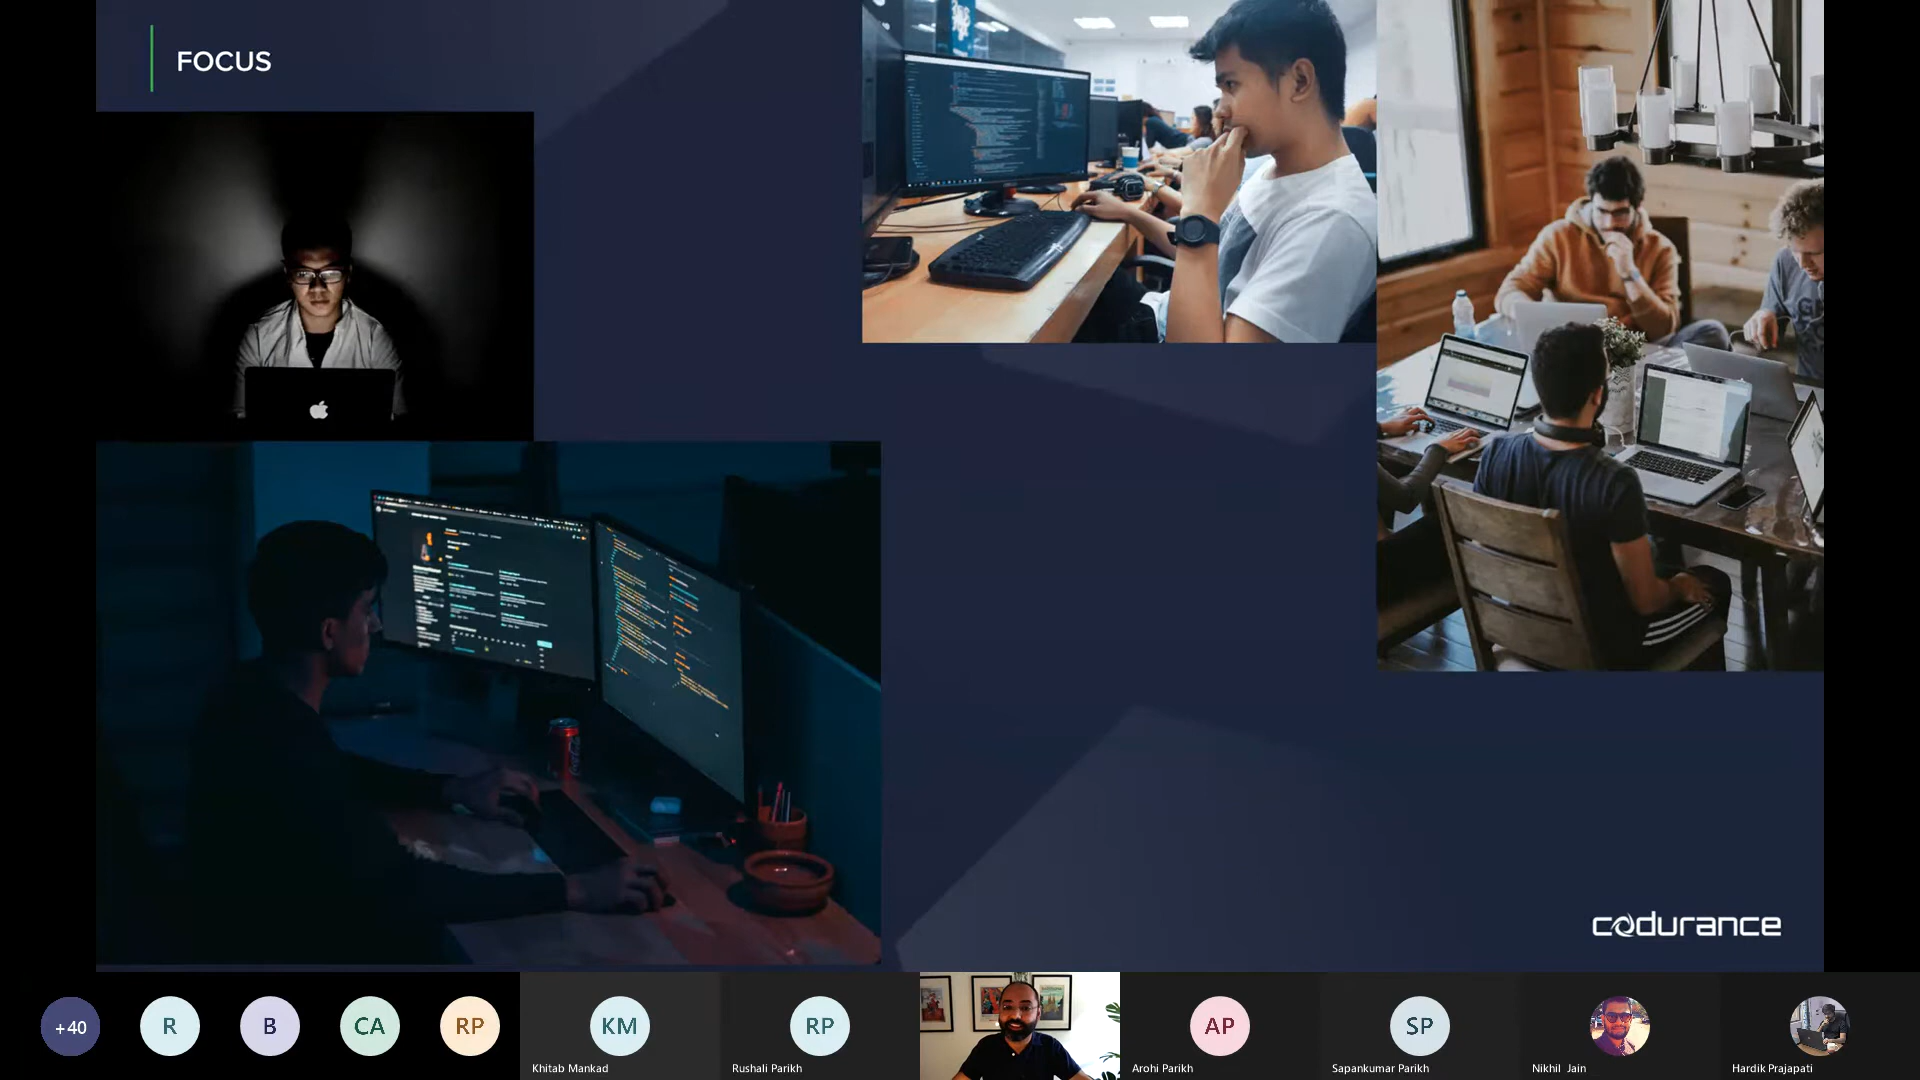 FOCUS
codurance
+40
R
B
CA
RP
KM
Khitab Mankad
RP
Rushali Parikh
AP
Arohi Parikh
SP
Sapankumar Parikh
Nikhil Jain
Hardik Prajapati